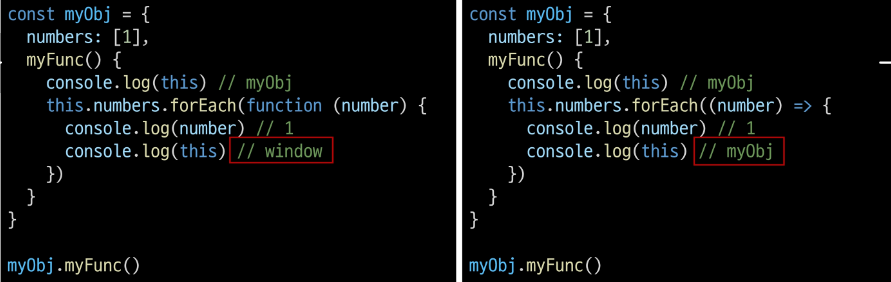 const myObj = {
  numbers: [1],
  myFunc() {
    console.log(this) // myObj
    this.numbers.forEach(function (number) {
      console.log(number) // 1
      console.log(this) // window
    })
  }
}

myObj.myFunc()

const myObj = {
  numbers: [1],
  myFunc() {
    console.log(this) // myObj
    this.numbers.forEach((number) => {
      console.log(number) // 1
      console.log(this) // myObj
    })
  }
}

myObj.myFunc()